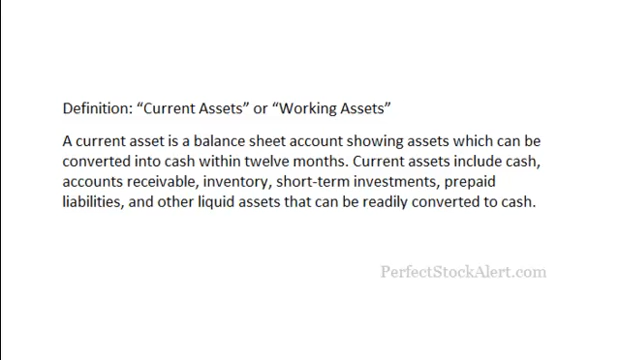 Definition: “Current Assets” or “Working Assets”
A current asset is a balance sheet account showing assets which can be
converted into cash within twelve months. Current assets include cash,
accounts receivable, inventory, short-term investments, prepaid
liabilities, and other liquid assets that can be readily converted to cash.
PerfectStockAlert.com